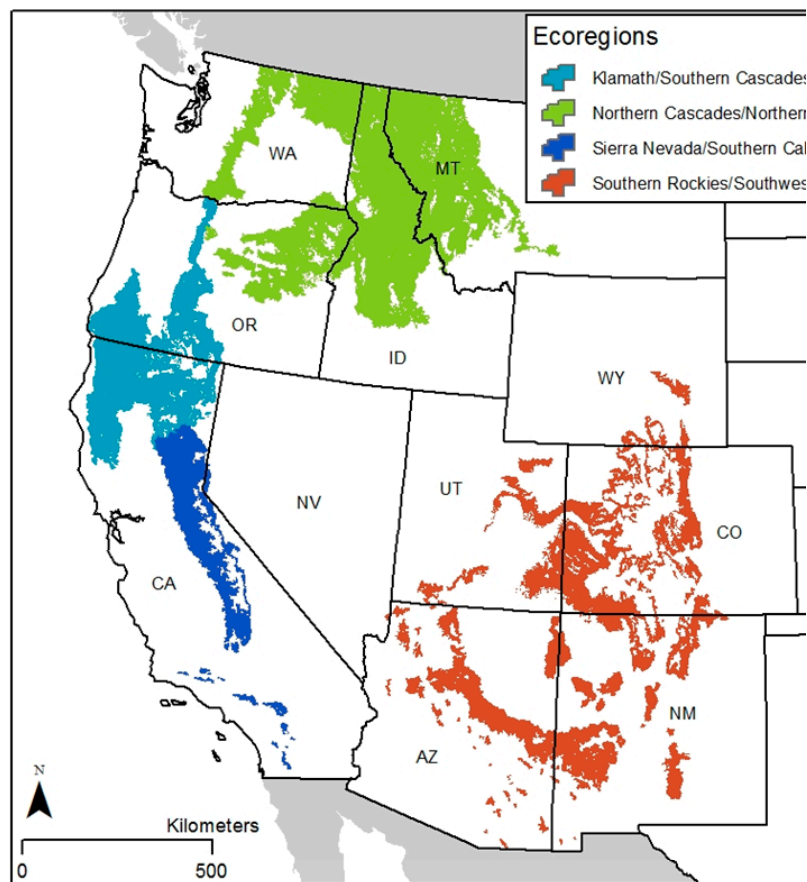 Ecoregions
Klamath/Southern Cascades
Northern Cascades/Northern
Sierra Nevada/Southern Cal
Southern Rockies/Southwes
WA
MT
OR
ID
WY
NV
UT
CO
CA
AZ
NM
N
Kilometers
0 500